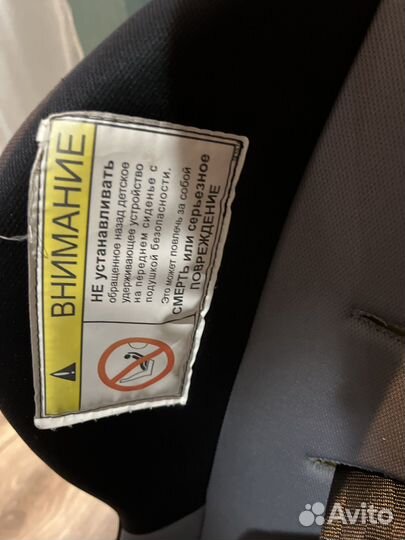 ВНИМАНИЕ
НЕ устанавливать
обращенное назад детское
удерживающее устройство
на переднем сиденье с
подушкой безопасности.
Это может повлечь за собой
СМЕРТЬ или серьезное
ПОВРЕЖДЕНИЕ
Avito